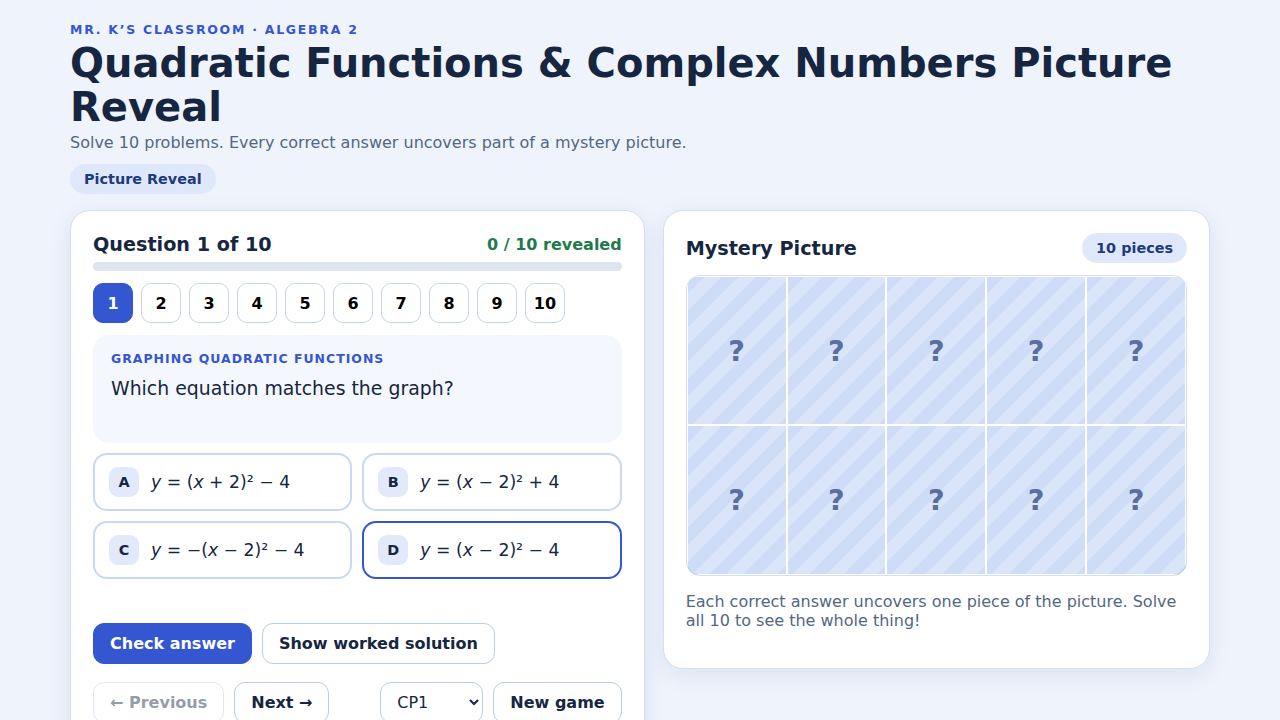 MR. K’S CLASSROOM · ALGEBRA 2
Quadratic Functions & Complex Numbers Picture
Reveal
Solve 10 problems. Every correct answer uncovers part of a mystery picture.
Picture Reveal
Question 1 of 10
0 / 10 revealed
1 2 3 4 5 6 7 8 9 10
GRAPHING QUADRATIC FUNCTIONS
Which equation matches the graph?
A y = (x + 2)² − 4
B y = (x − 2)² + 4
C y = −(x − 2)² − 4
D y = (x − 2)² − 4
Check answer
Show worked solution
← Previous
Next →
CP1
New game
Mystery Picture
10 pieces
? ? ? ? ?
? ? ? ? ?
Each correct answer uncovers one piece of the picture. Solve
all 10 to see the whole thing!